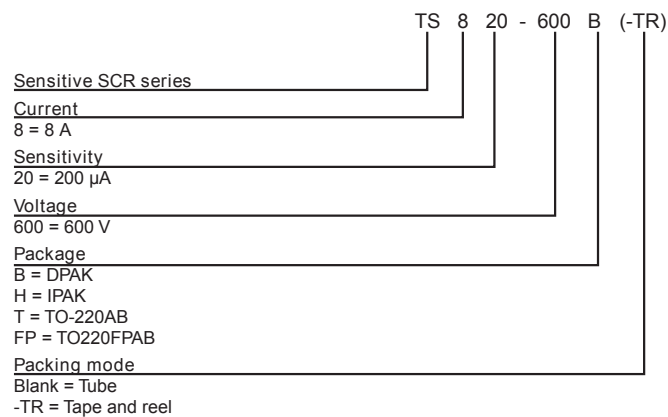 TS 8 20 - 600 B (-TR)
Sensitive SCR series
Current
8 = 8 A
Sensitivity
20 = 200 µA
Voltage
600 = 600 V
Package
B = DPAK
H = IPAK
T = TO-220AB
FP = TO220FPAB
Packing mode
Blank = Tube
-TR = Tape and reel